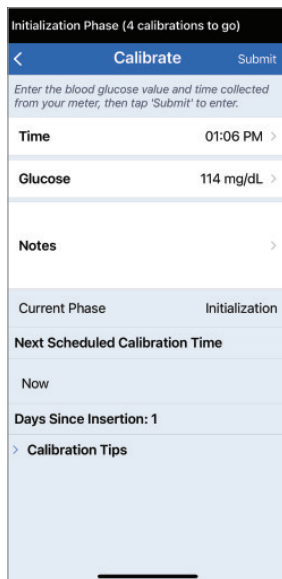 Initialization Phase (4 calibrations to go)
< Calibrate Submit
Enter the blood glucose value and time collected
from your meter, then tap 'Submit' to enter.
Time 01:06 PM >
Glucose 114 mg/dL >
Notes >
Current Phase Initialization
Next Scheduled Calibration Time
Now
Days Since Insertion: 1
> Calibration Tips